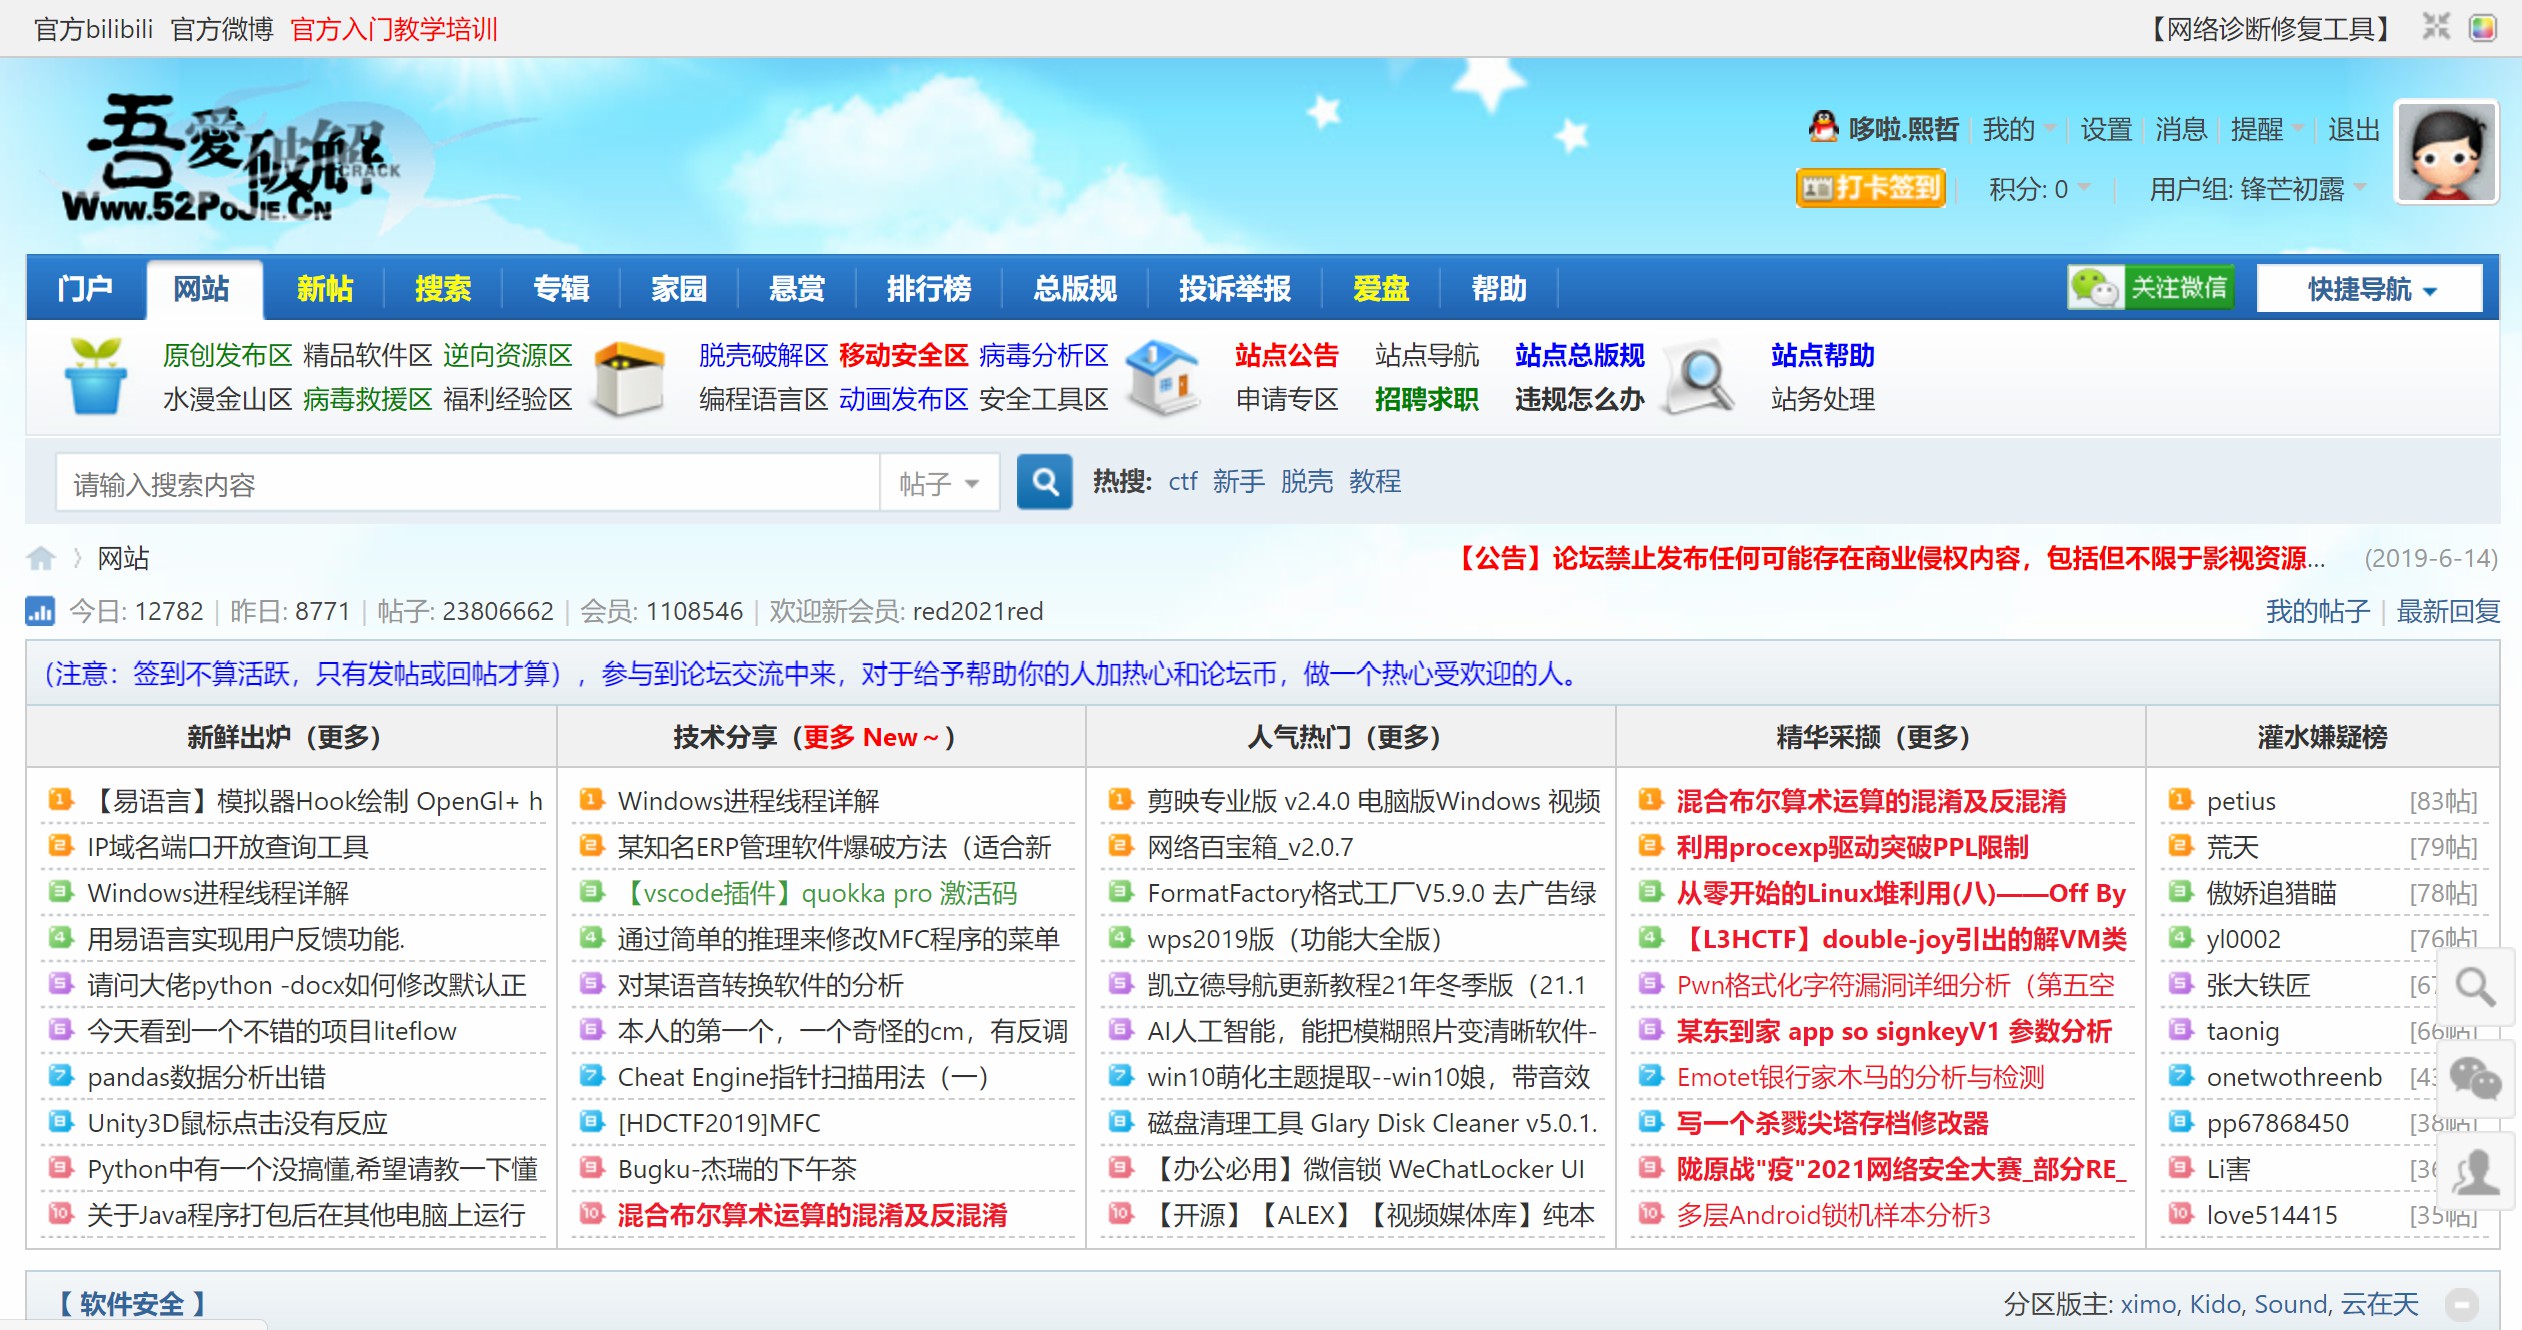 官方bilibili 官方微博 官方入门教学培训 【网络诊断修复工具】
吾愛破解
CRACK
Www.52PoJie.Cn
哆啦.熙哲 我的 设置 消息 提醒 退出
打卡签到 积分: 0 用户组: 锋芒初露
门户 网站 新帖 搜索 专辑 家园 悬赏 排行榜 总版规 投诉举报 爱盘 帮助 关注微信 快捷导航
原创发布区 精品软件区 逆向资源区 脱壳破解区 移动安全区 病毒分析区 站点公告 站点导航 站点总版规 站点帮助
水漫金山区 病毒救援区 福利经验区 编程语言区 动画发布区 安全工具区 申请专区 招聘求职 违规怎么办 站务处理
请输入搜索内容 帖子 热搜: ctf 新手 脱壳 教程
网站 【公告】论坛禁止发布任何可能存在商业侵权内容，包括但不限于影视资源... (2019-6-14)
今日: 12782 | 昨日: 8771 | 帖子: 23806662 | 会员: 1108546 | 欢迎新会员: red2021red 我的帖子 | 最新回复
（注意：签到不算活跃，只有发帖或回帖才算），参与到论坛交流中来，对于给予帮助你的人加热心和论坛币，做一个热心受欢迎的人。
新鲜出炉（更多） 技术分享（更多 New～） 人气热门（更多） 精华采撷（更多） 灌水嫌疑榜
1 【易语言】模拟器Hook绘制 OpenGl+ h 1 Windows进程线程详解 1 剪映专业版 v2.4.0 电脑版Windows 视频 1 混合布尔算术运算的混淆及反混淆 1 petius [83帖]
2 IP域名端口开放查询工具 2 某知名ERP管理软件爆破方法（适合新 2 网络百宝箱_v2.0.7 2 利用procexp驱动突破PPL限制 2 荒天 [79帖]
3 Windows进程线程详解 3 【vscode插件】quokka pro 激活码 3 FormatFactory格式工厂V5.9.0 去广告绿 3 从零开始的Linux堆利用(八)——Off By 3 傲娇追猎瞄 [78帖]
4 用易语言实现用户反馈功能. 4 通过简单的推理来修改MFC程序的菜单 4 wps2019版（功能大全版） 4 【L3HCTF】double-joy引出的解VM类 4 yl0002 [76帖]
5 请问大佬python -docx如何修改默认正 5 对某语音转换软件的分析 5 凯立德导航更新教程21年冬季版（21.1 5 Pwn格式化字符漏洞详细分析（第五空 5 张大铁匠 [67
6 今天看到一个不错的项目liteflow 6 本人的第一个，一个奇怪的cm，有反调 6 AI人工智能，能把模糊照片变清晰软件- 6 某东到家 app so signkeyV1 参数分析 6 taonig [66帖]
7 pandas数据分析出错 7 Cheat Engine指针扫描用法（一） 7 win10萌化主题提取--win10娘，带音效 7 Emotet银行家木马的分析与检测 7 onetwothreenb [43
8 Unity3D鼠标点击没有反应 8 [HDCTF2019]MFC 8 磁盘清理工具 Glary Disk Cleaner v5.0.1. 8 写一个杀戮尖塔存档修改器 8 pp67868450 [38帖]
9 Python中有一个没搞懂,希望请教一下懂 9 Bugku-杰瑞的下午茶 9 【办公必用】微信锁 WeChatLocker UI 9 陇原战"疫"2021网络安全大赛_部分RE_ 9 Li害 [36
10 关于Java程序打包后在其他电脑上运行 10 混合布尔算术运算的混淆及反混淆 10 【开源】【ALEX】【视频媒体库】纯本 10 多层Android锁机样本分析3 10 love514415 [35帖]
【 软件安全 】 分区版主: ximo, Kido, Sound, 云在天